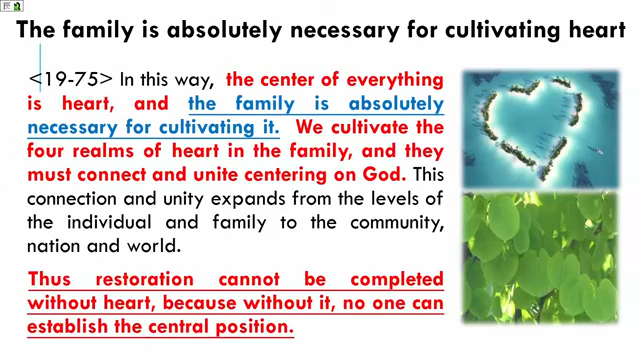 The family is absolutely necessary for cultivating heart
<19-75> In this way, the center of everything
is heart, and the family is absolutely
necessary for cultivating it. We cultivate the
four realms of heart in the family, and they
must connect and unite centering on God. This
connection and unity expands from the levels of
the individual and family to the community,
nation and world.
Thus restoration cannot be completed
without heart, because without it, no one can
establish the central position.